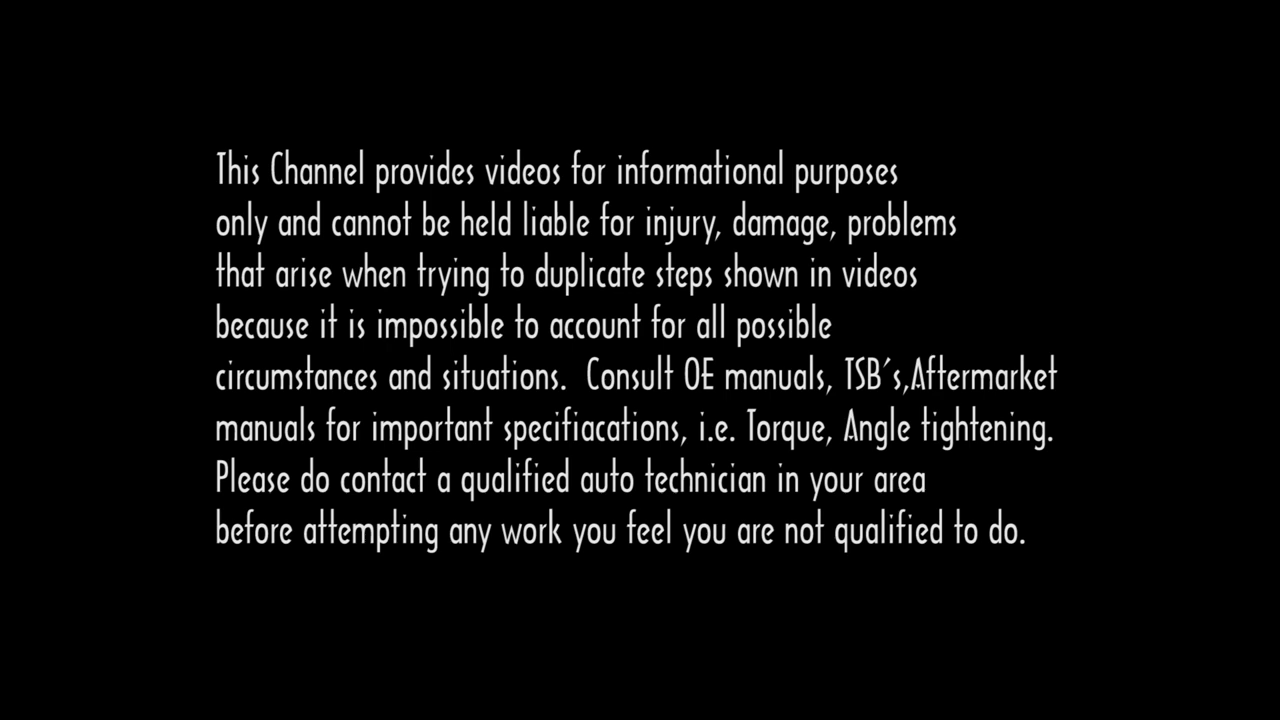 This Channel provides videos for informational purposes
only and cannot be held liable for injury, damage, problems
that arise when trying to duplicate steps shown in videos
because it is impossible to account for all possible
circumstances and situations.  Consult OE manuals, TSB's,Aftermarket
manuals for important specifiacations, i.e. Torque, Angle tightening.
Please do contact a qualified auto technician in your area
before attempting any work you feel you are not qualified to do.